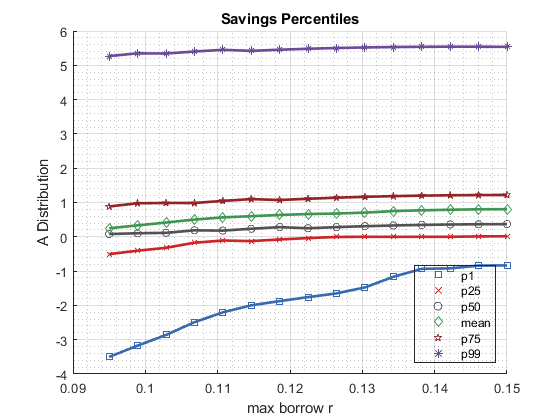 Savings Percentiles
6
5
4
3
2
1
0
-1
-2
-3
-4
A Distribution
p1
p25
p50
mean
p75
p99
0.09
0.1
0.11
0.12
0.13
0.14
0.15
max borrow r